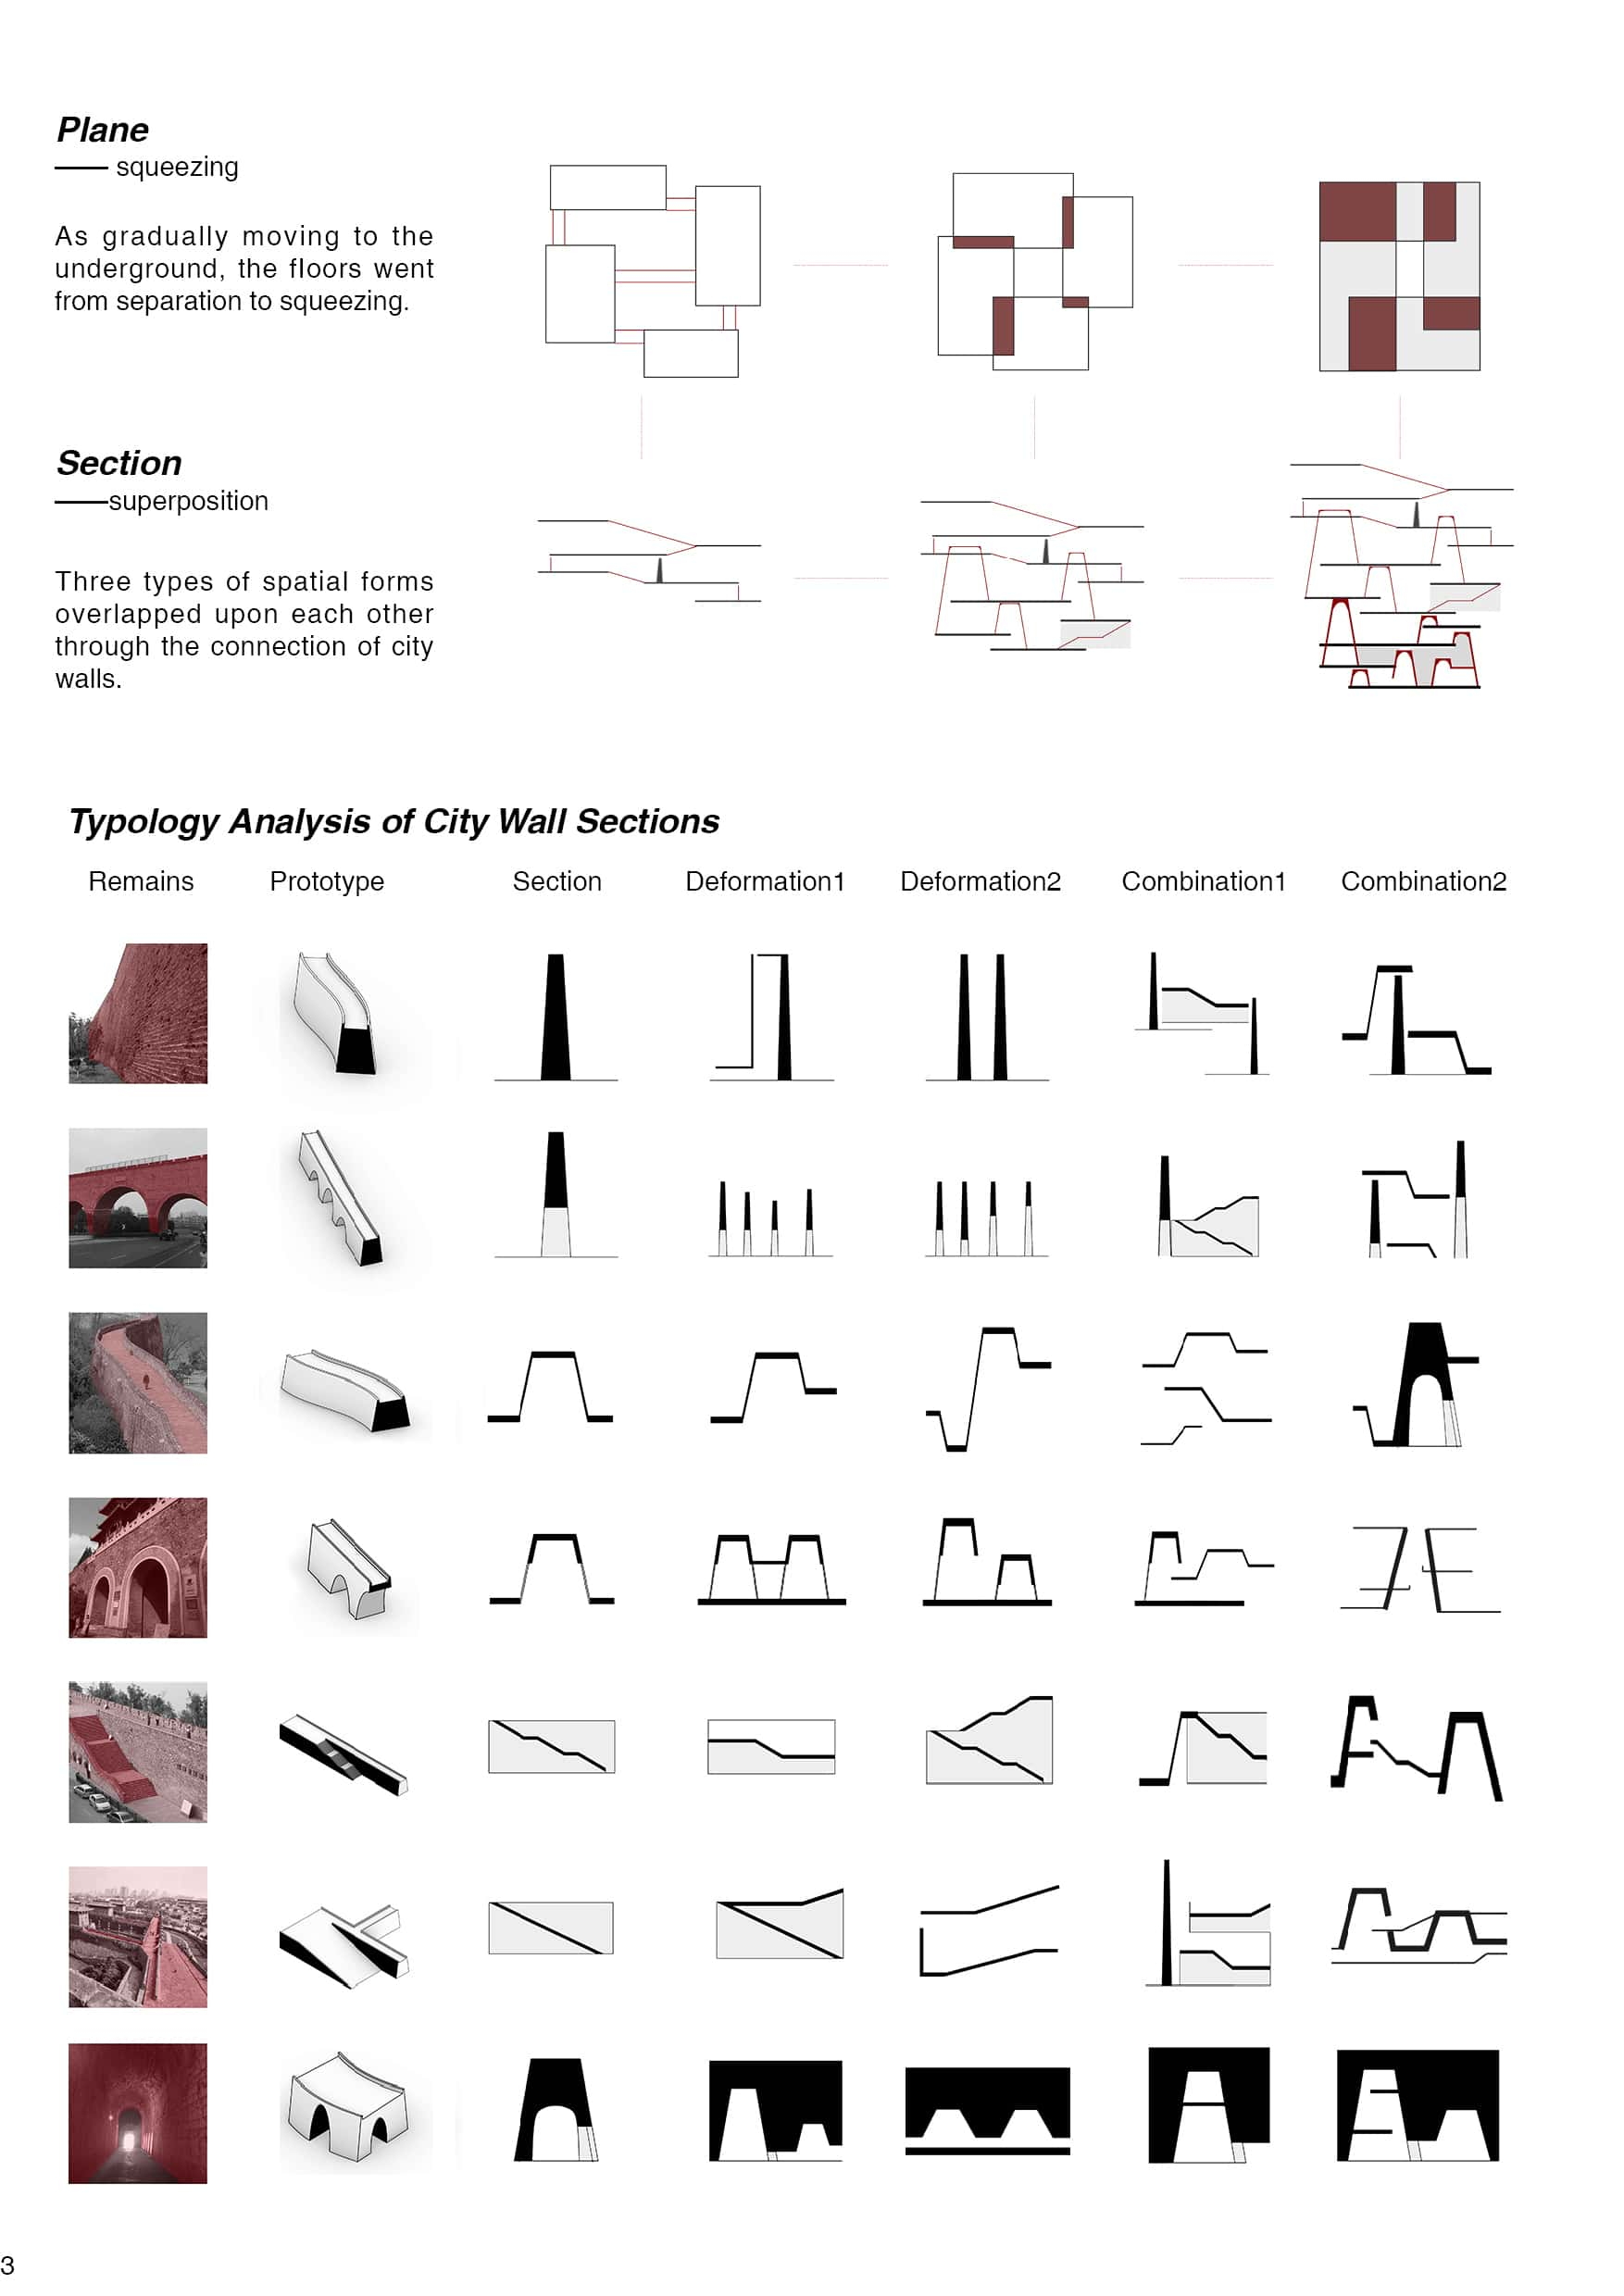 Plane
—— squeezing
As gradually moving to the
underground, the floors went
from separation to squeezing.
Section
——superposition
Three types of spatial forms
overlapped upon each other
through the connection of city
walls.
Typology Analysis of City Wall Sections
Remains Prototype Section Deformation1 Deformation2 Combination1 Combination2
3